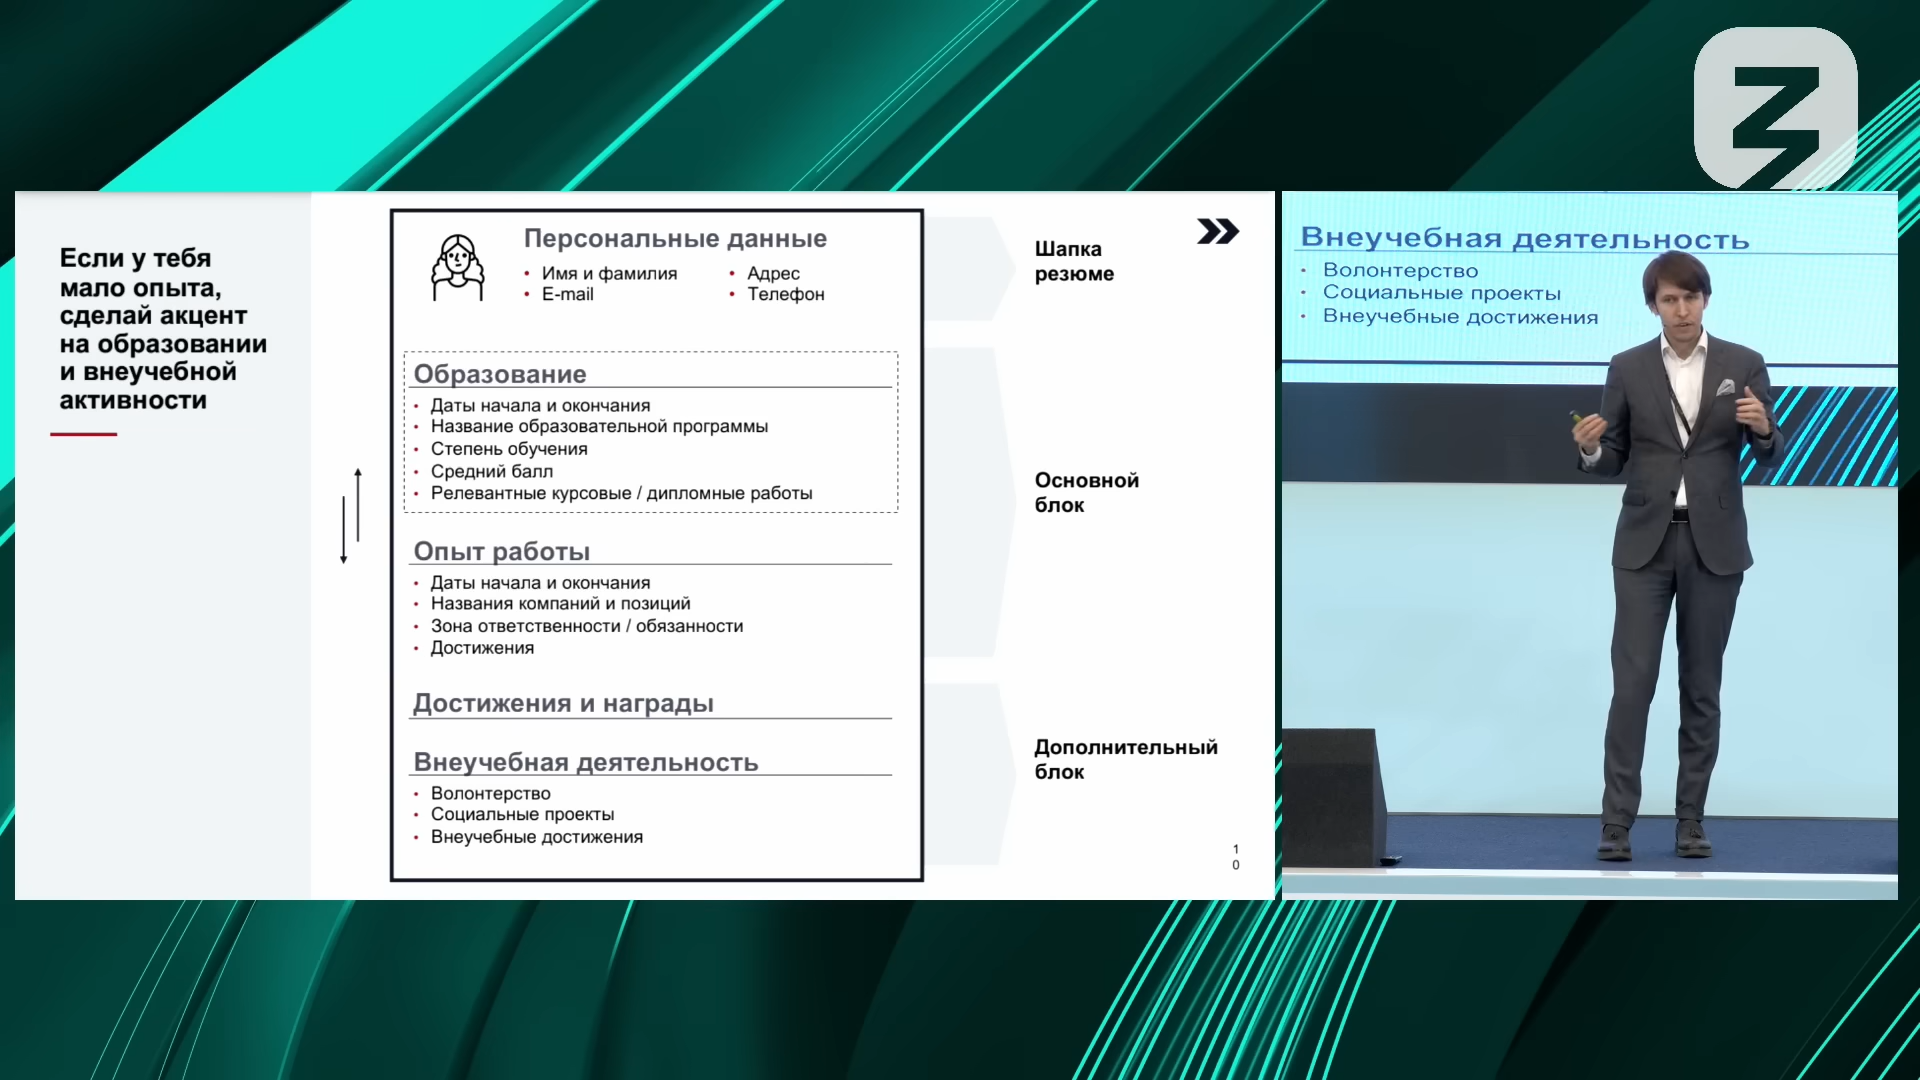 Если у тебя
мало опыта,
сделай акцент
на образовании
и внеучебной
активности
Персональные данные
• Имя и фамилия
• Адрес
• E-mail
• Телефон
Образование
• Даты начала и окончания
• Название образовательной программы
• Степень обучения
• Средний балл
• Релевантные курсовые / дипломные работы
Опыт работы
• Даты начала и окончания
• Названия компаний и позиций
• Зона ответственности / обязанности
• Достижения
Достижения и награды
Внеучебная деятельность
• Волонтерство
• Социальные проекты
• Внеучебные достижения
Шапка
резюме
Основной
блок
Дополнительный
блок
1
0
Внеучебная деятельность
• Волонтерство
• Социальные проекты
• Внеучебные достижения